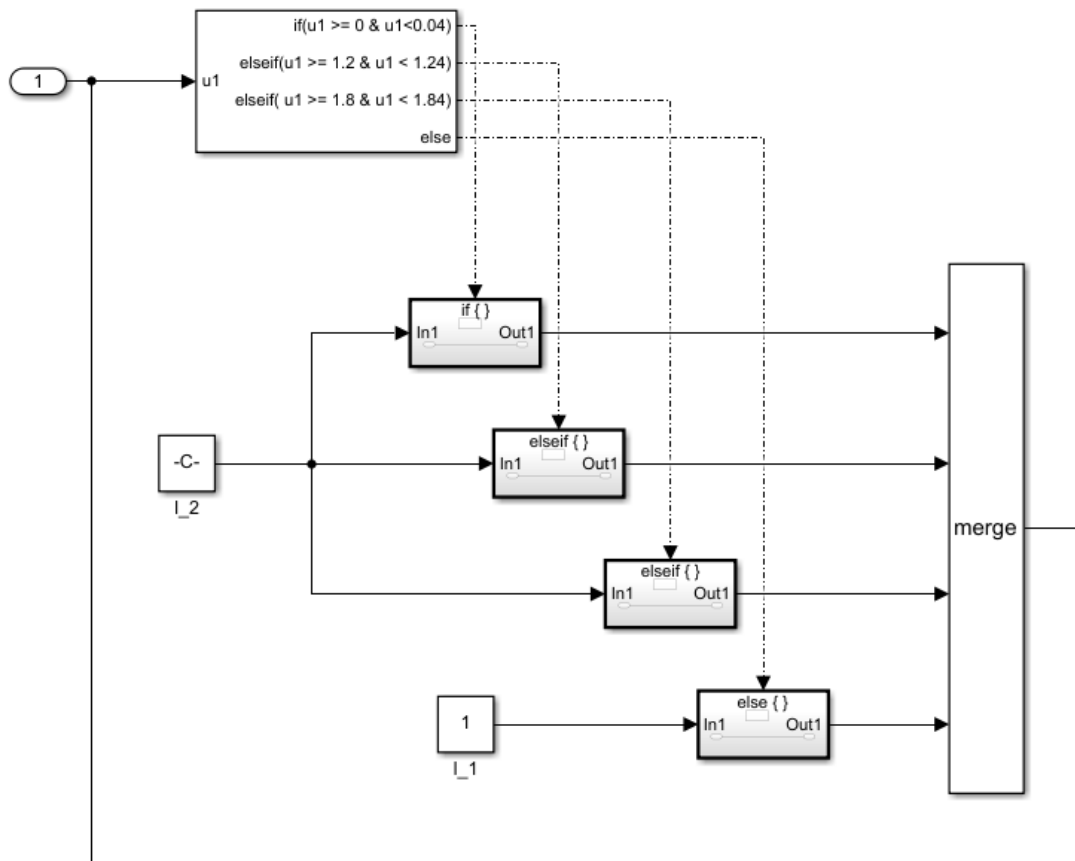 if(u1 >= 0 & u1<0.04)
1
u1
elseif(u1 >= 1.2 & u1 < 1.24)
elseif( u1 >= 1.8 & u1 < 1.84)
else
if { }
In1
Out1
elseif { }
In1
Out1
-C-
I_2
merge
elseif { }
In1
Out1
else { }
In1
Out1
1
I_1